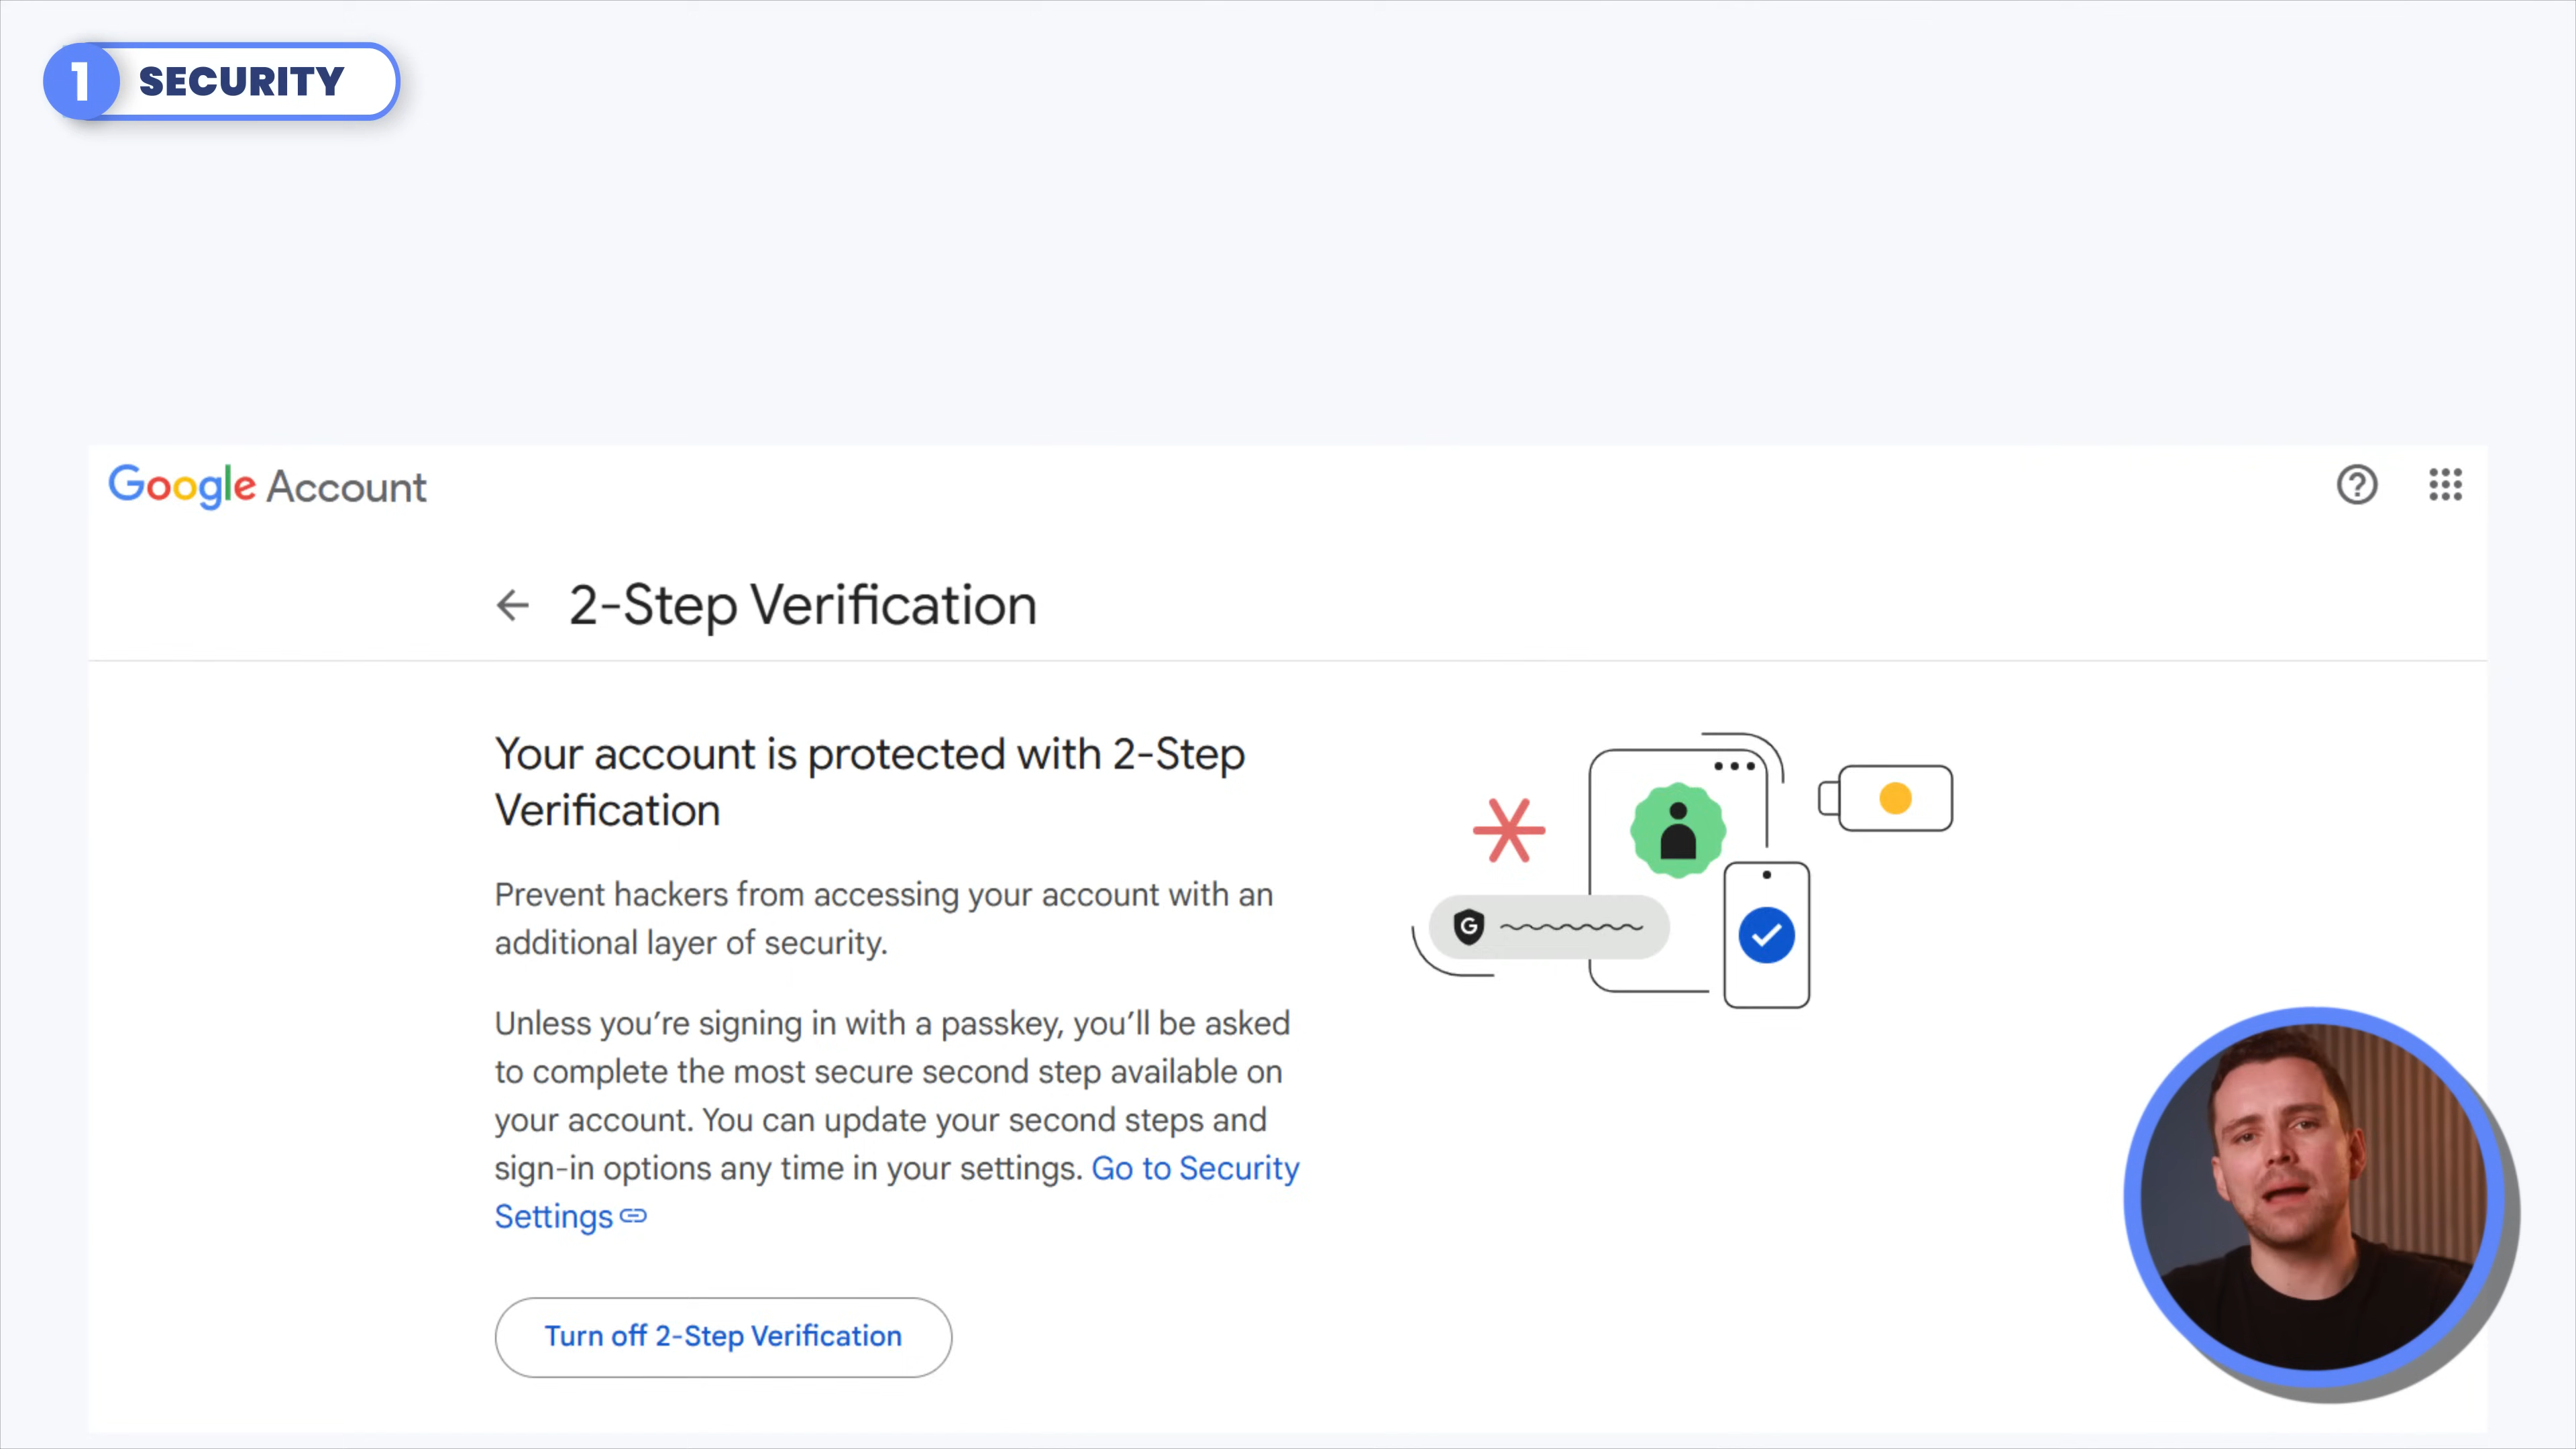 1 SECURITY
Google Account
2-Step Verification
Your account is protected with 2-Step
Verification
Prevent hackers from accessing your account with an
additional layer of security.
Unless you’re signing in with a passkey, you’ll be asked
to complete the most secure second step available on
your account. You can update your second steps and
sign-in options any time in your settings. Go to Security
Settings
Turn off 2-Step Verification